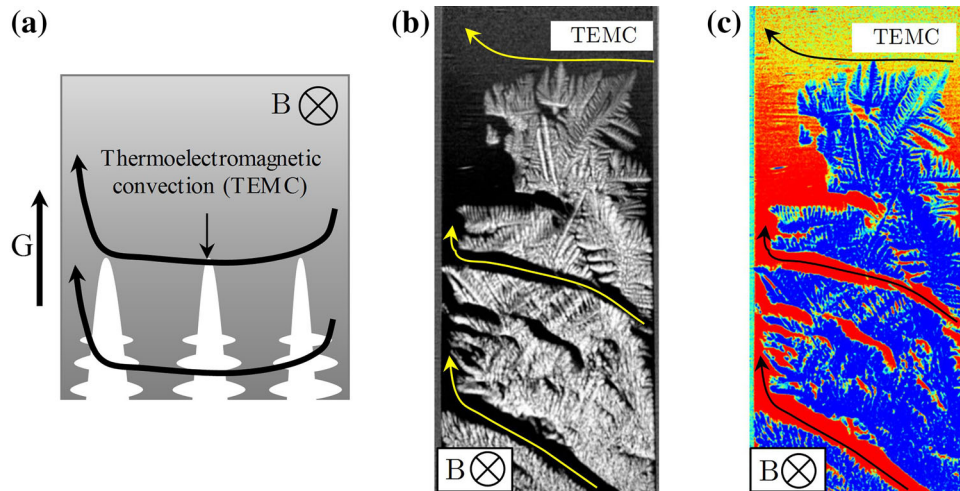 (a)
B
Thermoelectromagnetic
convection (TEMC)
G
(b)
TEMC
B
(c)
TEMC
B